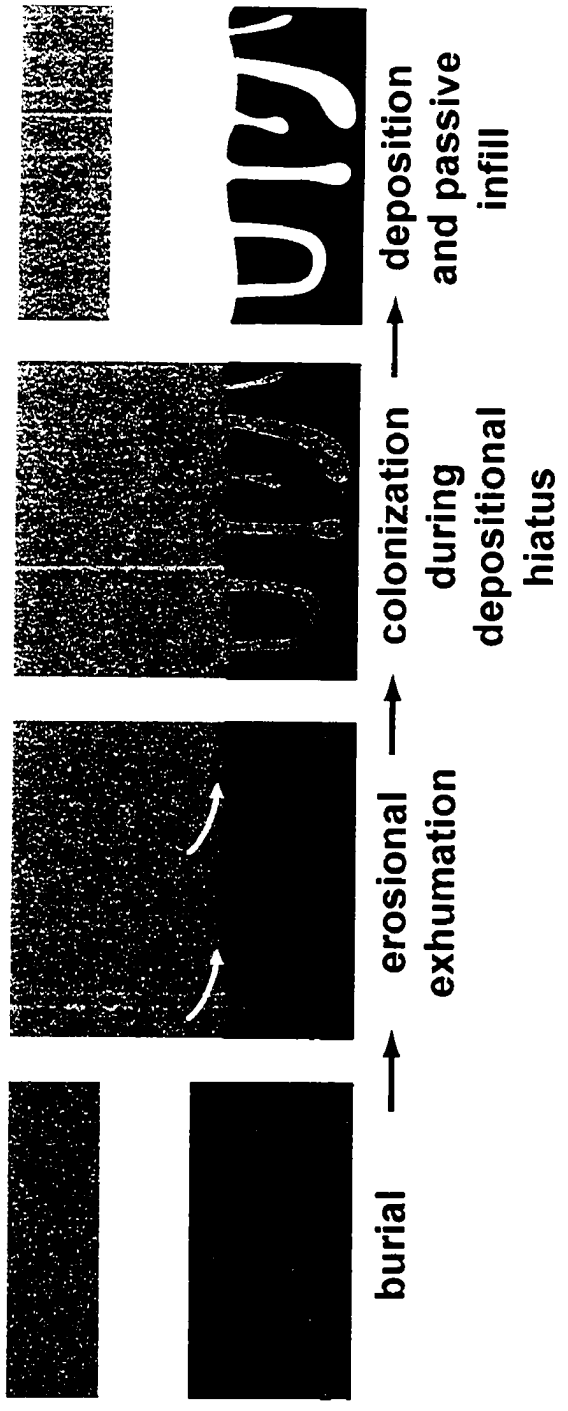 burial
erosional
exhumation
colonization
during
depositional
hiatus
deposition
and passive
infill